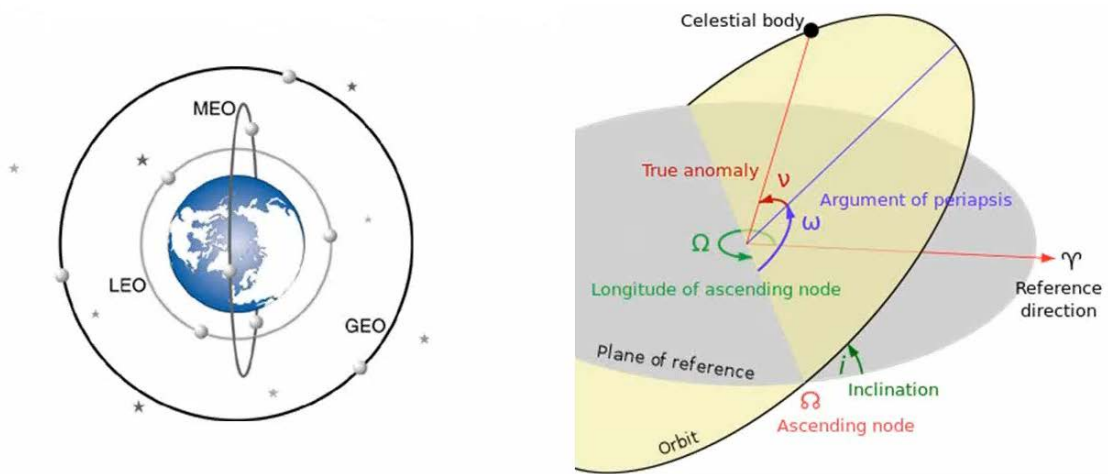 MEO
LEO
GEO
Celestial body
True anomaly
ν
Argument of periapsis
ω
Ω
Longitude of ascending node
♈
Reference
direction
Plane of reference
i
Inclination
☊
Ascending node
Orbit